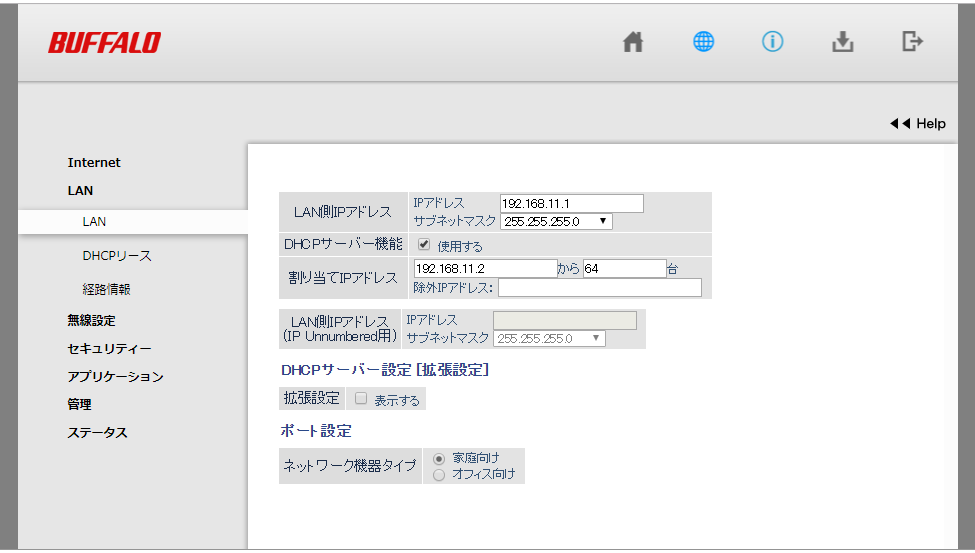 BUFFALO
Help
Internet
LAN
LAN
DHCPリース
経路情報
無線設定
セキュリティー
アプリケーション
管理
ステータス
LAN側IPアドレス
IPアドレス 192.168.11.1
サブネットマスク 255.255.255.0
DHCPサーバー機能 使用する
割り当てIPアドレス
192.168.11.2 から 64 台
除外IPアドレス:
LAN側IPアドレス
(IP Unnumbered用)
IPアドレス
サブネットマスク 255.255.255.0
DHCPサーバー設定 [拡張設定]
拡張設定 表示する
ポート設定
ネットワーク機器タイプ
家庭向け
オフィス向け